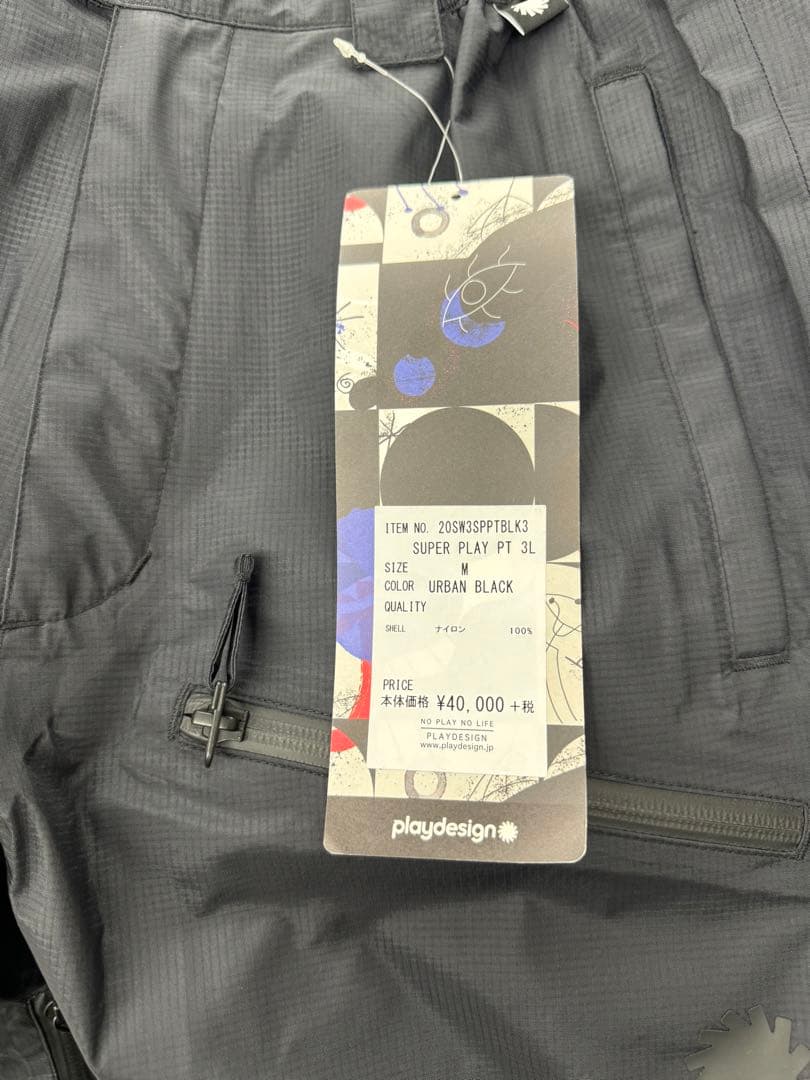 ITEM NO. 20SW3SPPTBLK3
SUPER PLAY PT 3L
SIZE M
COLOR URBAN BLACK
QUALITY
SHELL ナイロン 100%
PRICE
本体価格 ¥40,000 +税
NO PLAY NO LIFE
PLAYDESIGN
www.playdesign.jp
playdesign